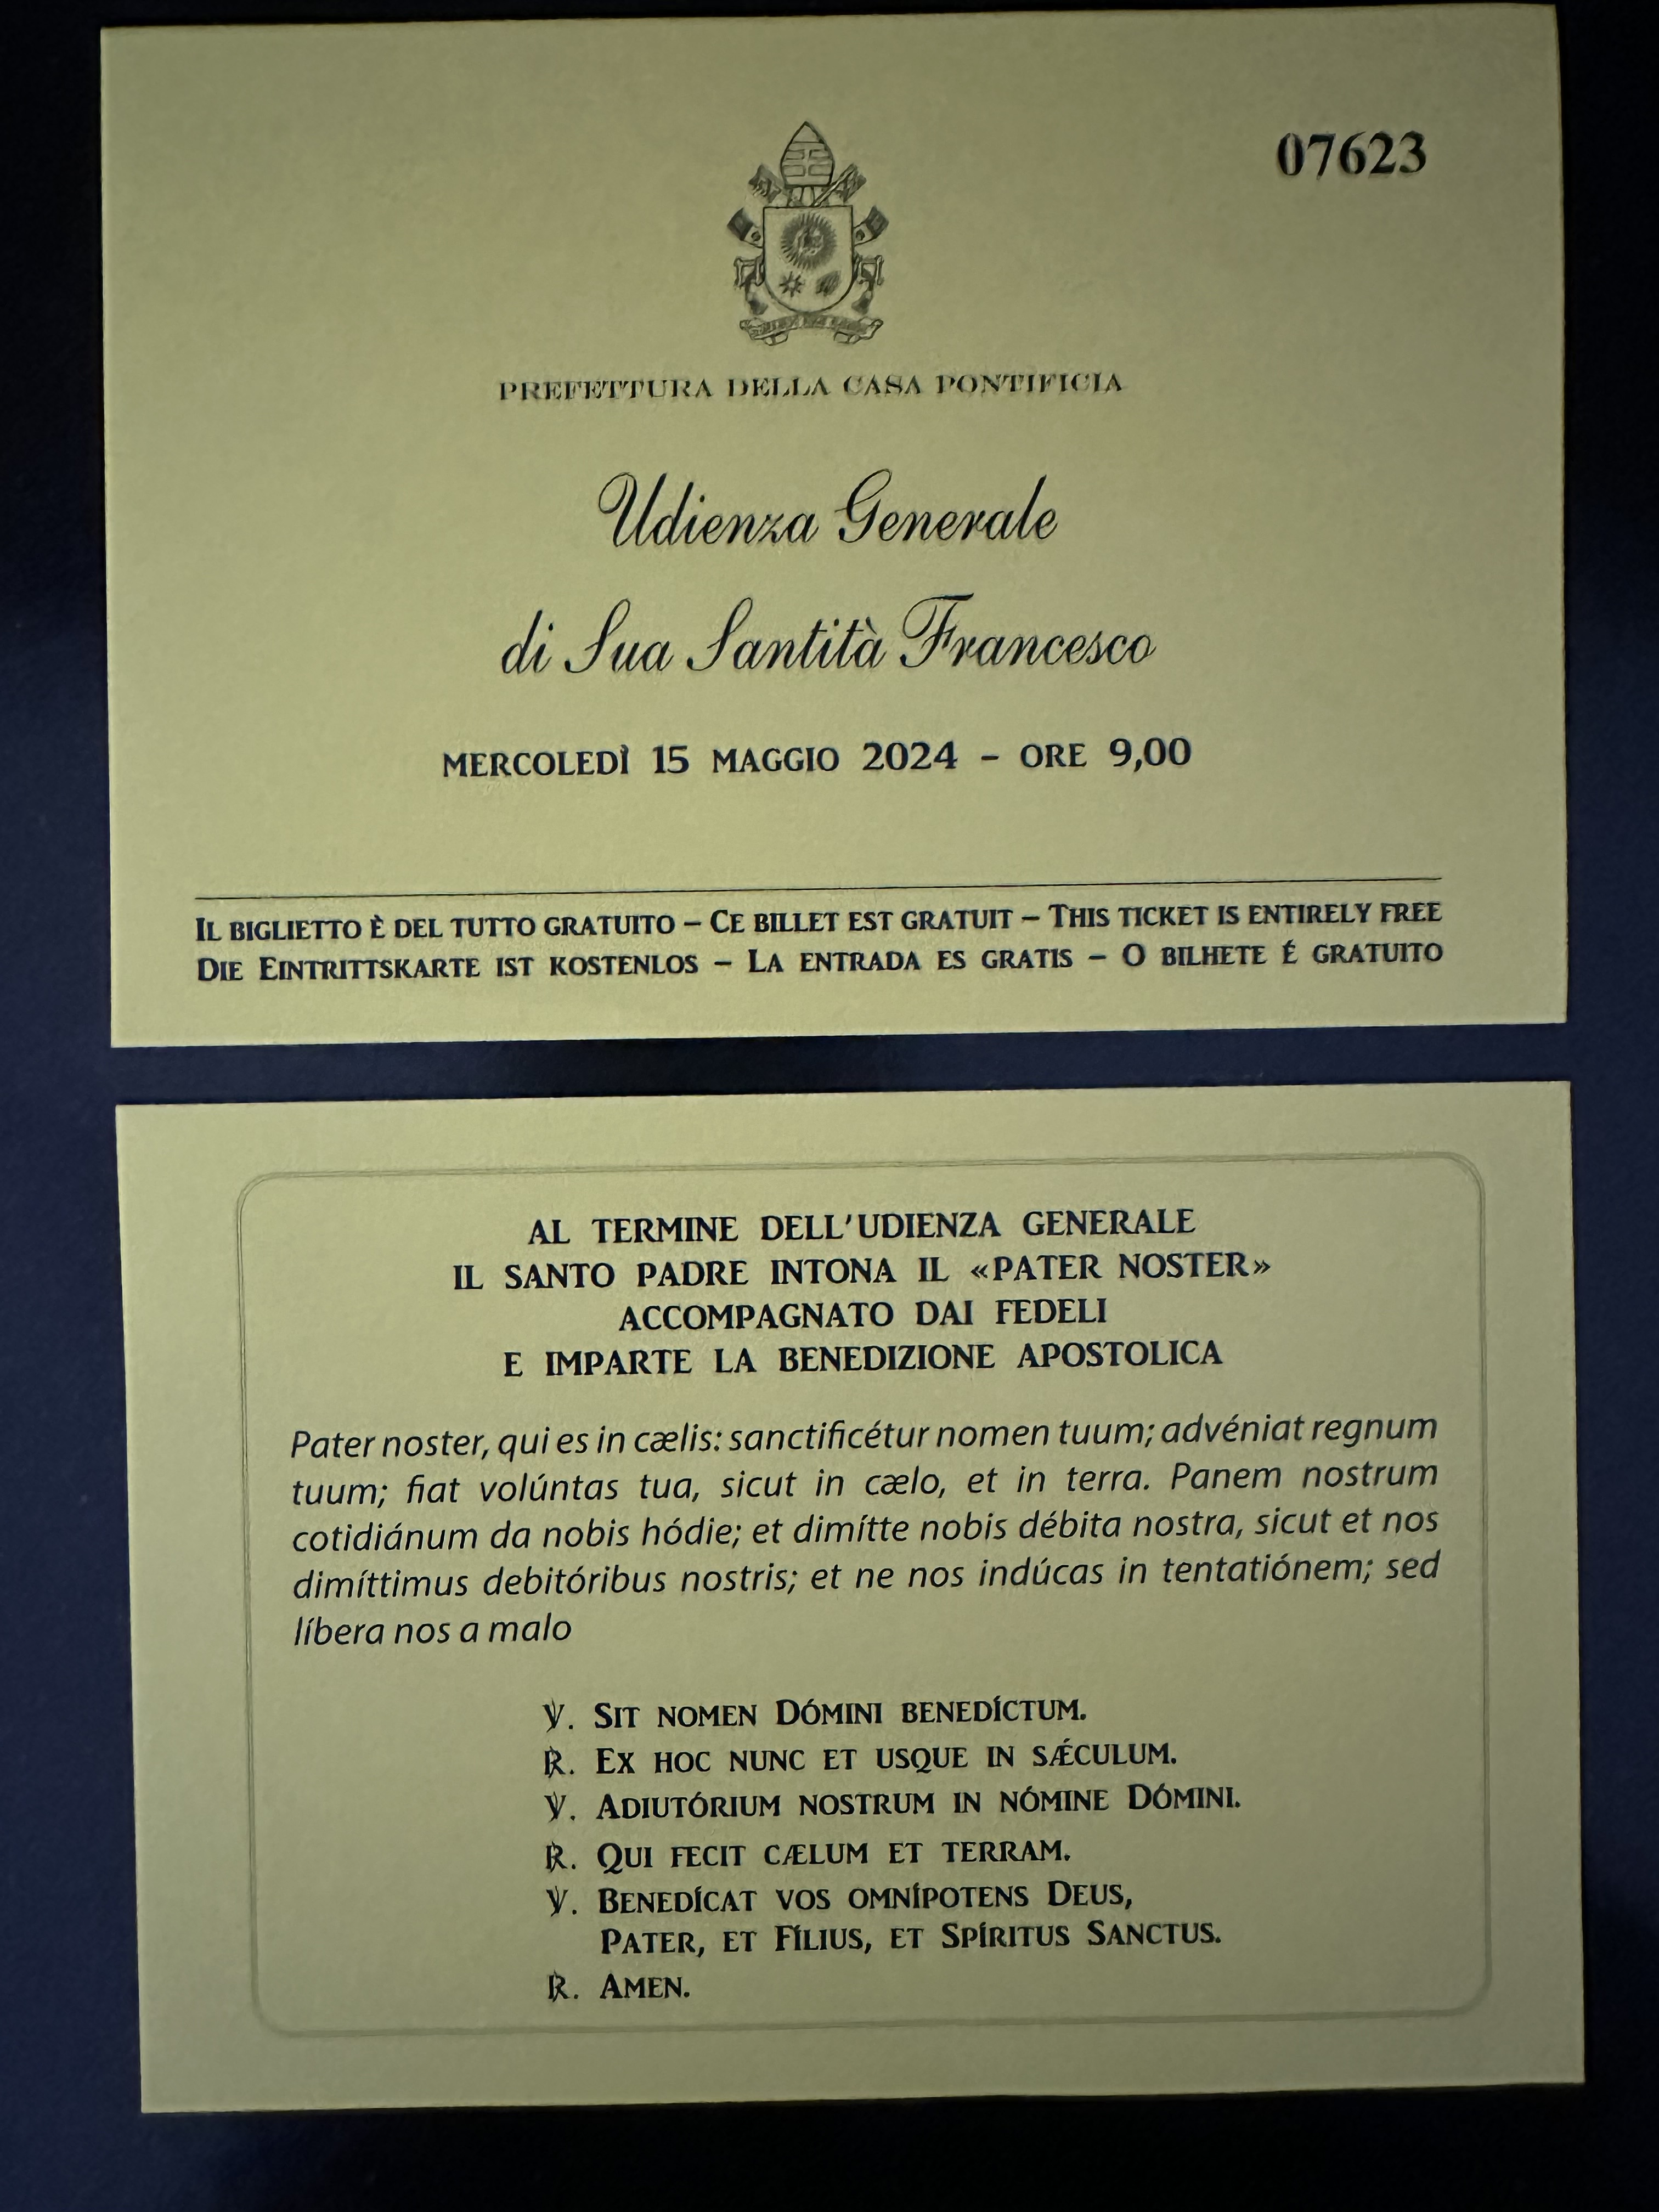 07623
PREFETTURA DELLA CASA PONTIFICIA
Udienza Generale
di Sua Santità Francesco
MERCOLEDÌ 15 MAGGIO 2024 – ORE 9,00
IL BIGLIETTO È DEL TUTTO GRATUITO – CE BILLET EST GRATUIT – THIS TICKET IS ENTIRELY FREE
DIE EINTRITTSKARTE IST KOSTENLOS – LA ENTRADA ES GRATIS – O BILHETE É GRATUITO
AL TERMINE DELL'UDIENZA GENERALE
IL SANTO PADRE INTONA IL «PATER NOSTER»
ACCOMPAGNATO DAI FEDELI
E IMPARTE LA BENEDIZIONE APOSTOLICA
Pater noster, qui es in cælis: sanctificétur nomen tuum; advéniat regnum
tuum; fiat volúntas tua, sicut in cælo, et in terra. Panem nostrum
cotidiánum da nobis hódie; et dimítte nobis débita nostra, sicut et nos
dimíttimus debitóribus nostris; et ne nos indúcas in tentatiónem; sed
líbera nos a malo
℣. SIT NOMEN DÓMINI BENEDÍCTUM.
℟. EX HOC NUNC ET USQUE IN SǼCULUM.
℣. ADIUTÓRIUM NOSTRUM IN NÓMINE DÓMINI.
℟. QUI FECIT CÆLUM ET TERRAM.
℣. BENEDÍCAT VOS OMNÍPOTENS DEUS,
PATER, ET FÍLIUS, ET SPÍRITUS SANCTUS.
℟. AMEN.